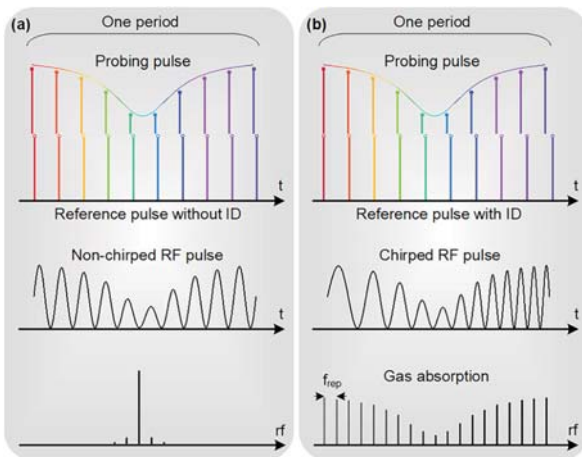 (a)
One period
Probing pulse
t
Reference pulse without ID
Non-chirped RF pulse
t
rf
(b)
One period
Probing pulse
t
Reference pulse with ID
Chirped RF pulse
t
Gas absorption
frep
rf